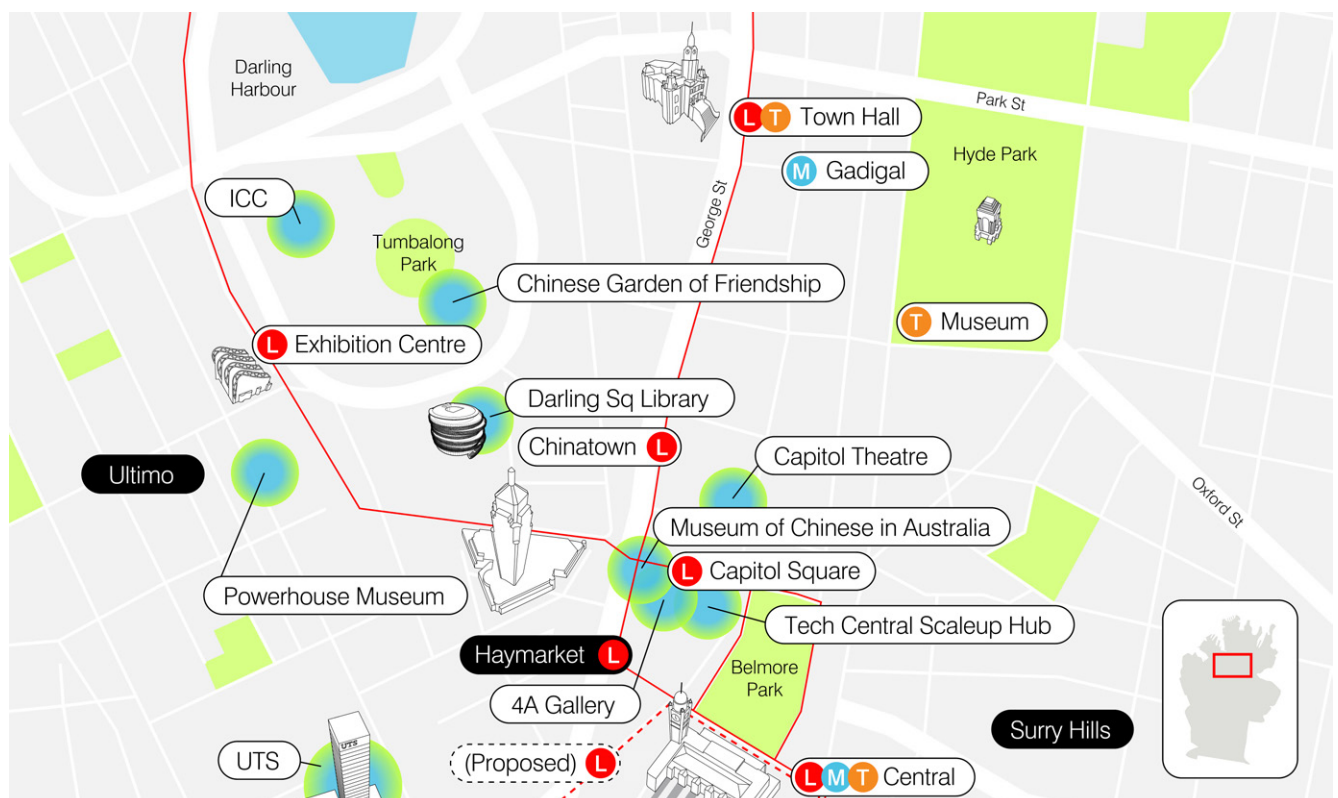 Darling
Harbour
Park St
L T Town Hall
Hyde Park
M Gadigal
ICC
George St
Tumbalong
Park
Chinese Garden of Friendship
T Museum
L Exhibition Centre
Darling Sq Library
Chinatown L
Capitol Theatre
Ultimo
Oxford St
Museum of Chinese in Australia
L Capitol Square
Powerhouse Museum
Tech Central Scaleup Hub
Haymarket L
Belmore
Park
4A Gallery
Surry Hills
UTS
UTS
(Proposed) L
L M T Central